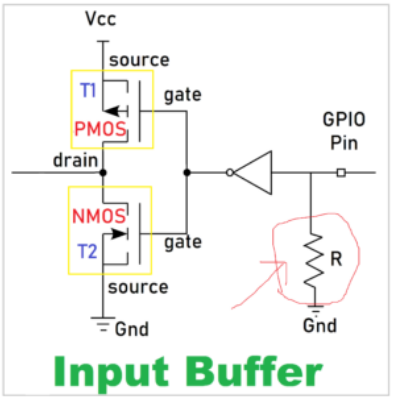 Vcc
source
T1
gate
PMOS
GPIO
Pin
drain
NMOS
T2
gate
R
source
Gnd
Gnd
Input Buffer